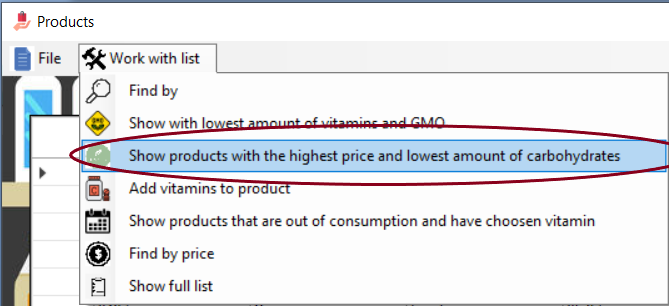 Products
File Work with list
Find by
Show with lowest amount of vitamins and GMO
Show products with the highest price and lowest amount of carbohydrates
Add vitamins to product
Show products that are out of consumption and have choosen vitamin
Find by price
Show full list